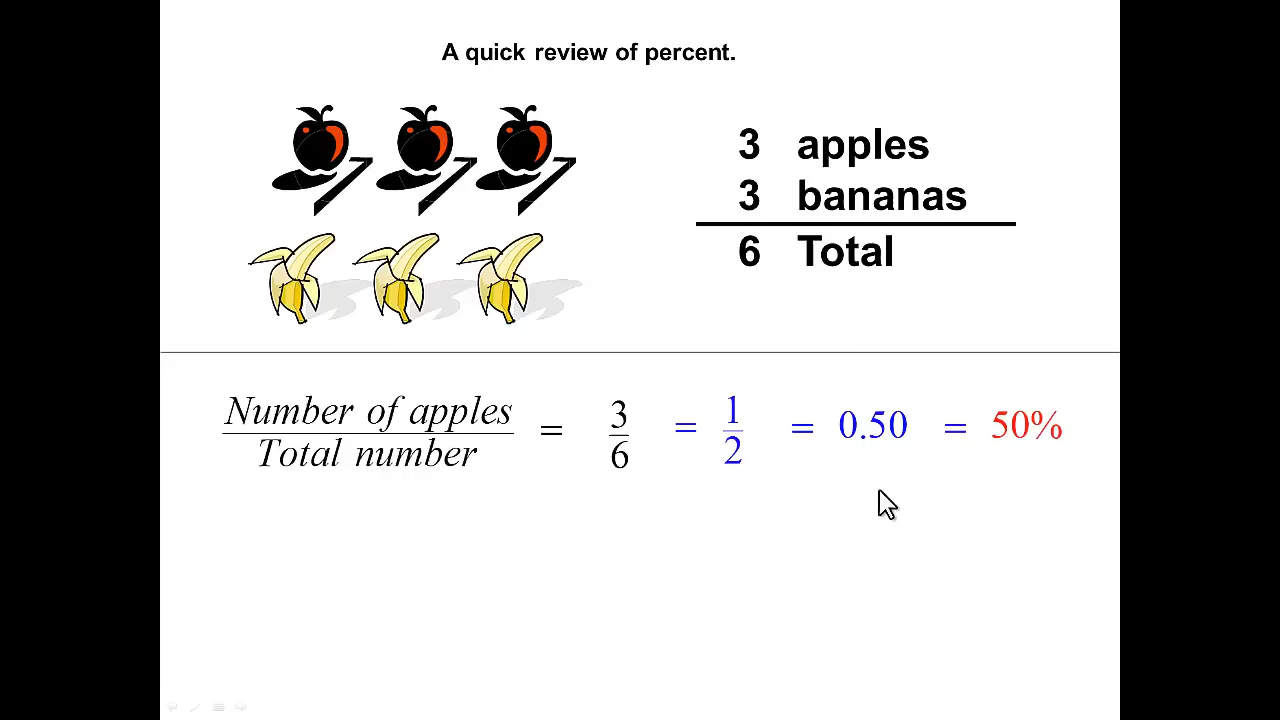 A quick review of percent.
3 apples
3 bananas
6 Total
Number of apples
Total number
= 3/6 = 1/2 = 0.50 = 50%